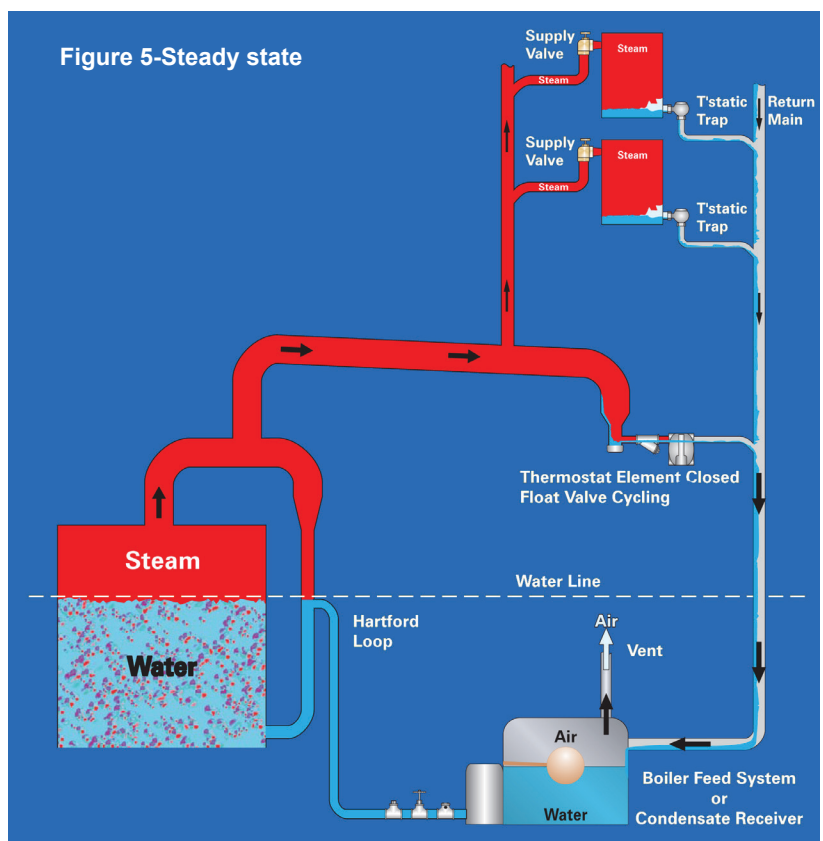 Figure 5-Steady state
Supply
Valve
Steam
Steam
T'static
Trap
Return
Main
Supply
Valve
Steam
Steam
T'static
Trap
Thermostat Element Closed
Float Valve Cycling
Steam
Water Line
Water
Hartford
Loop
Air
Vent
Air
Water
Boiler Feed System
or
Condensate Receiver